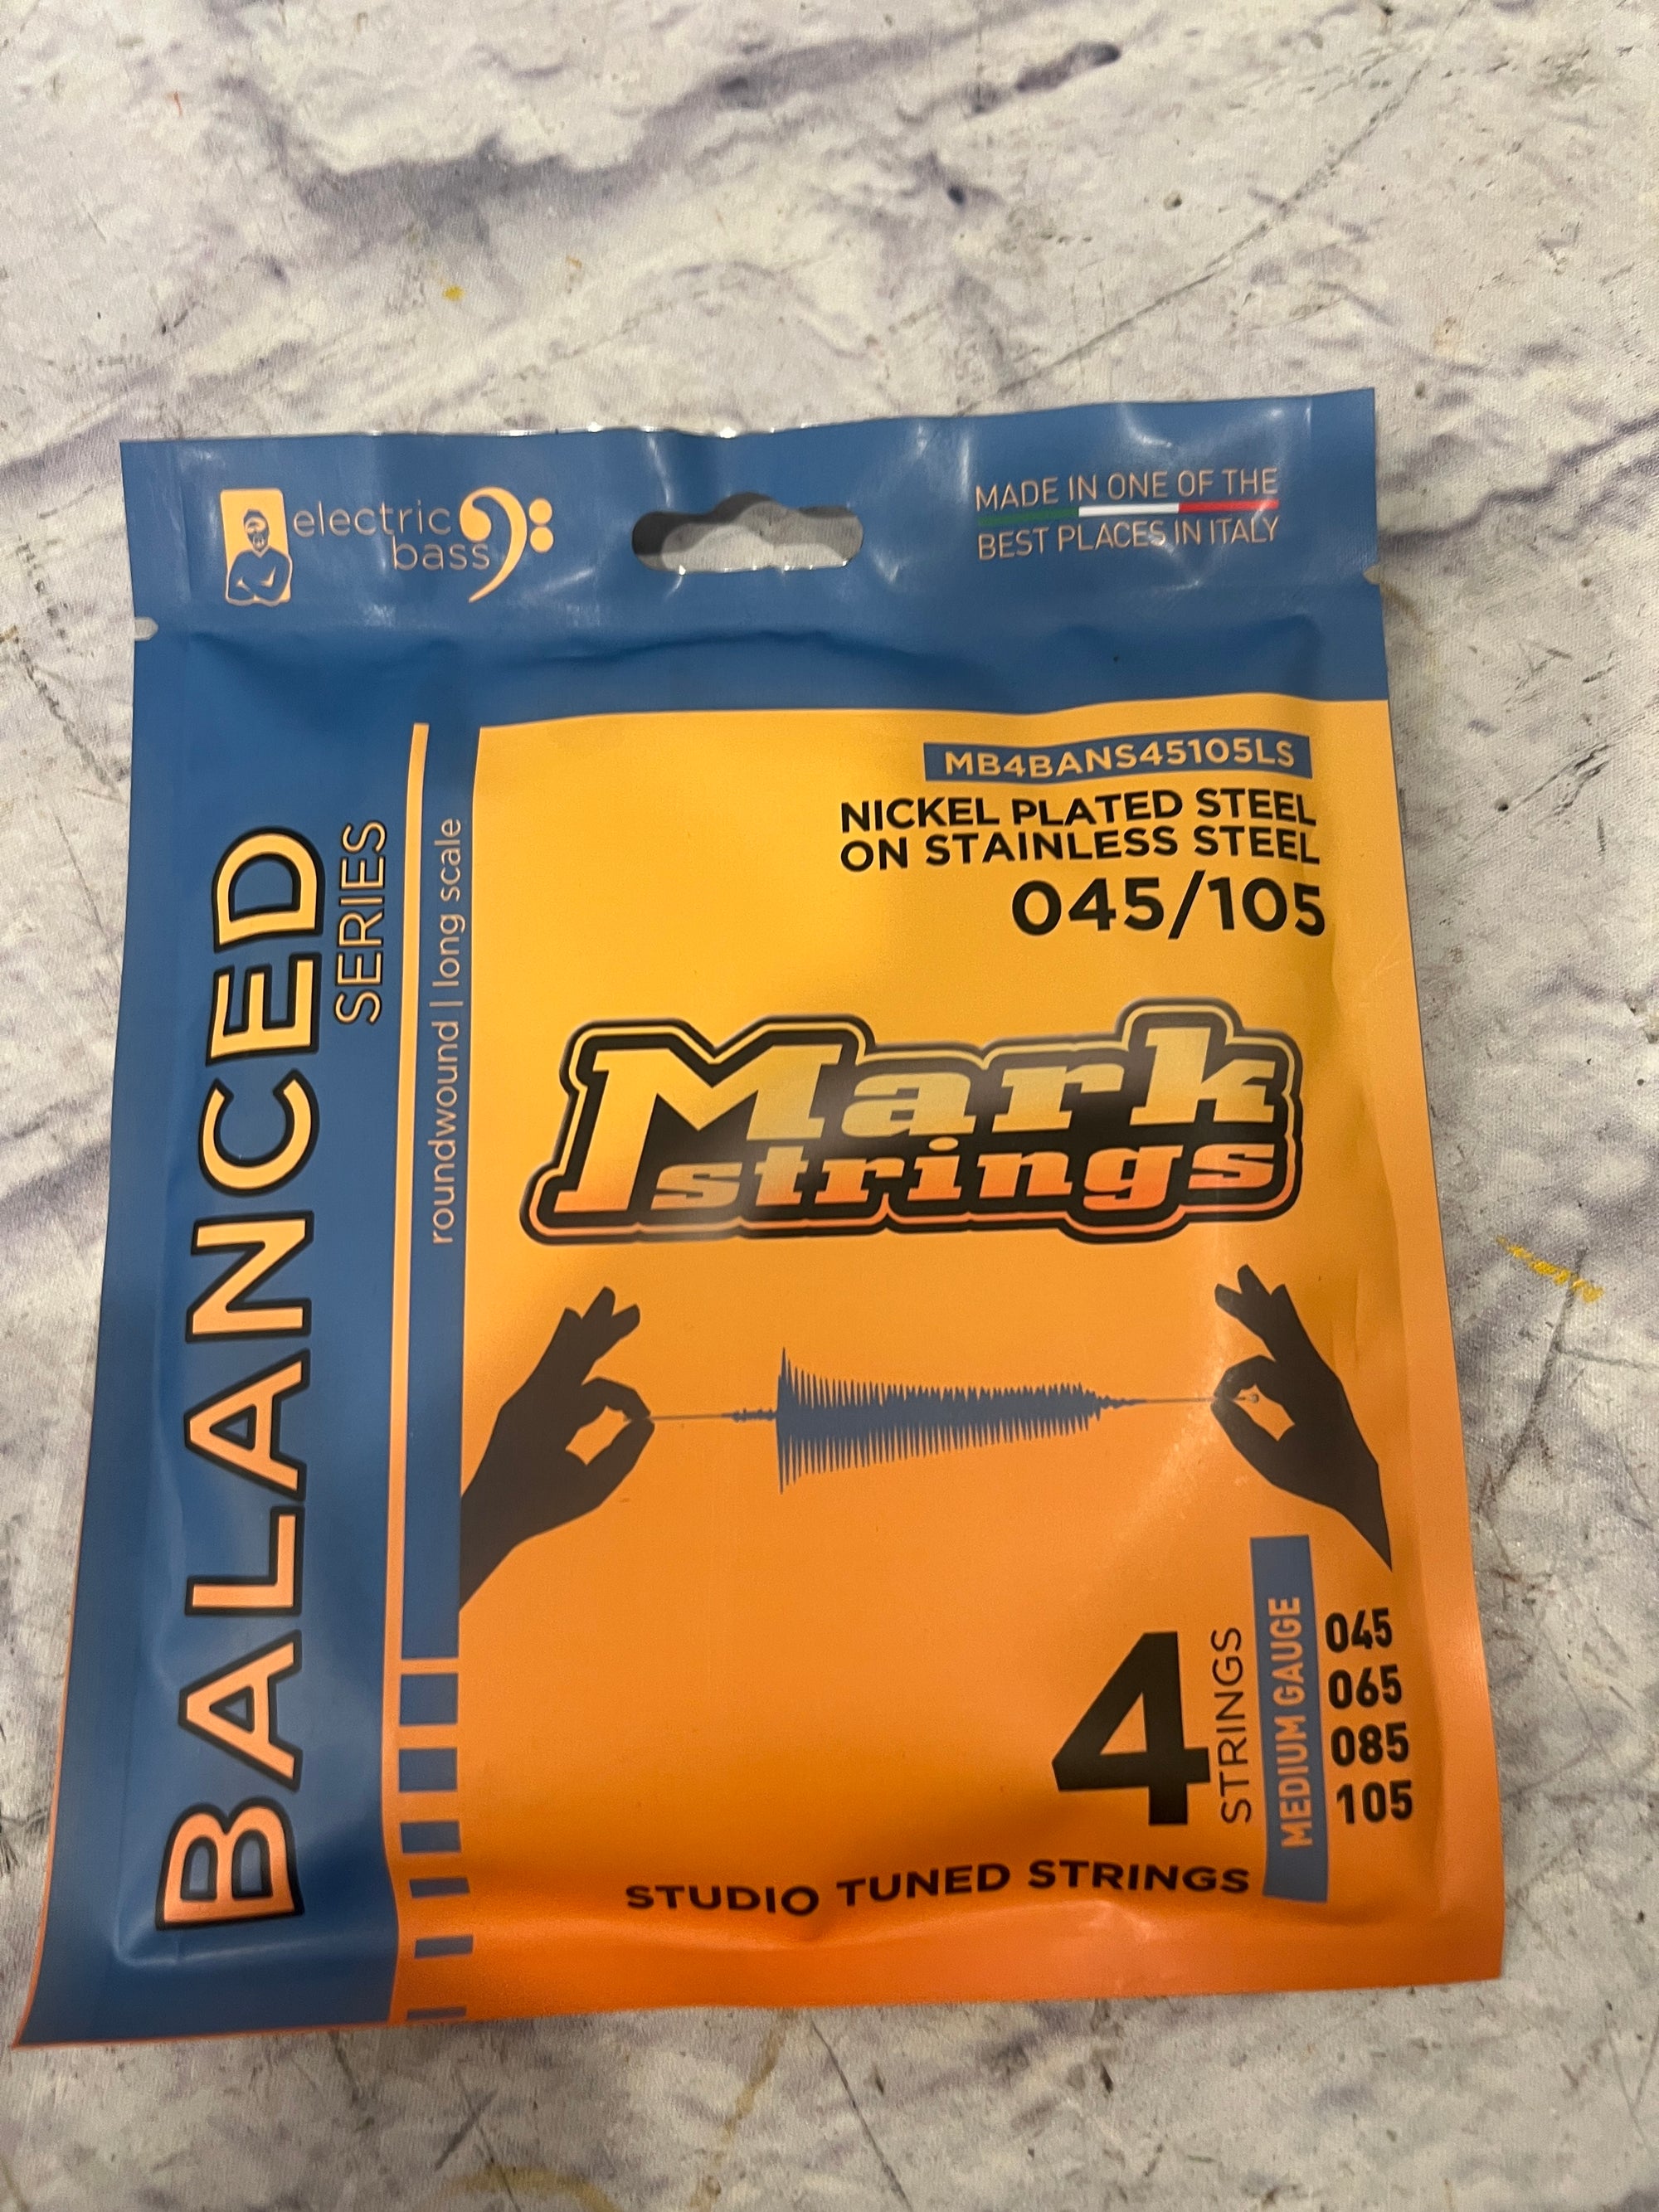 electric
bass
MADE IN ONE OF THE
BEST PLACES IN ITALY
BALANCED
SERIES
roundwound | long scale
MB4BANS45105LS
NICKEL PLATED STEEL
ON STAINLESS STEEL
045/105
Mark
strings
4
STRINGS
MEDIUM GAUGE
045
065
085
105
STUDIO TUNED STRINGS